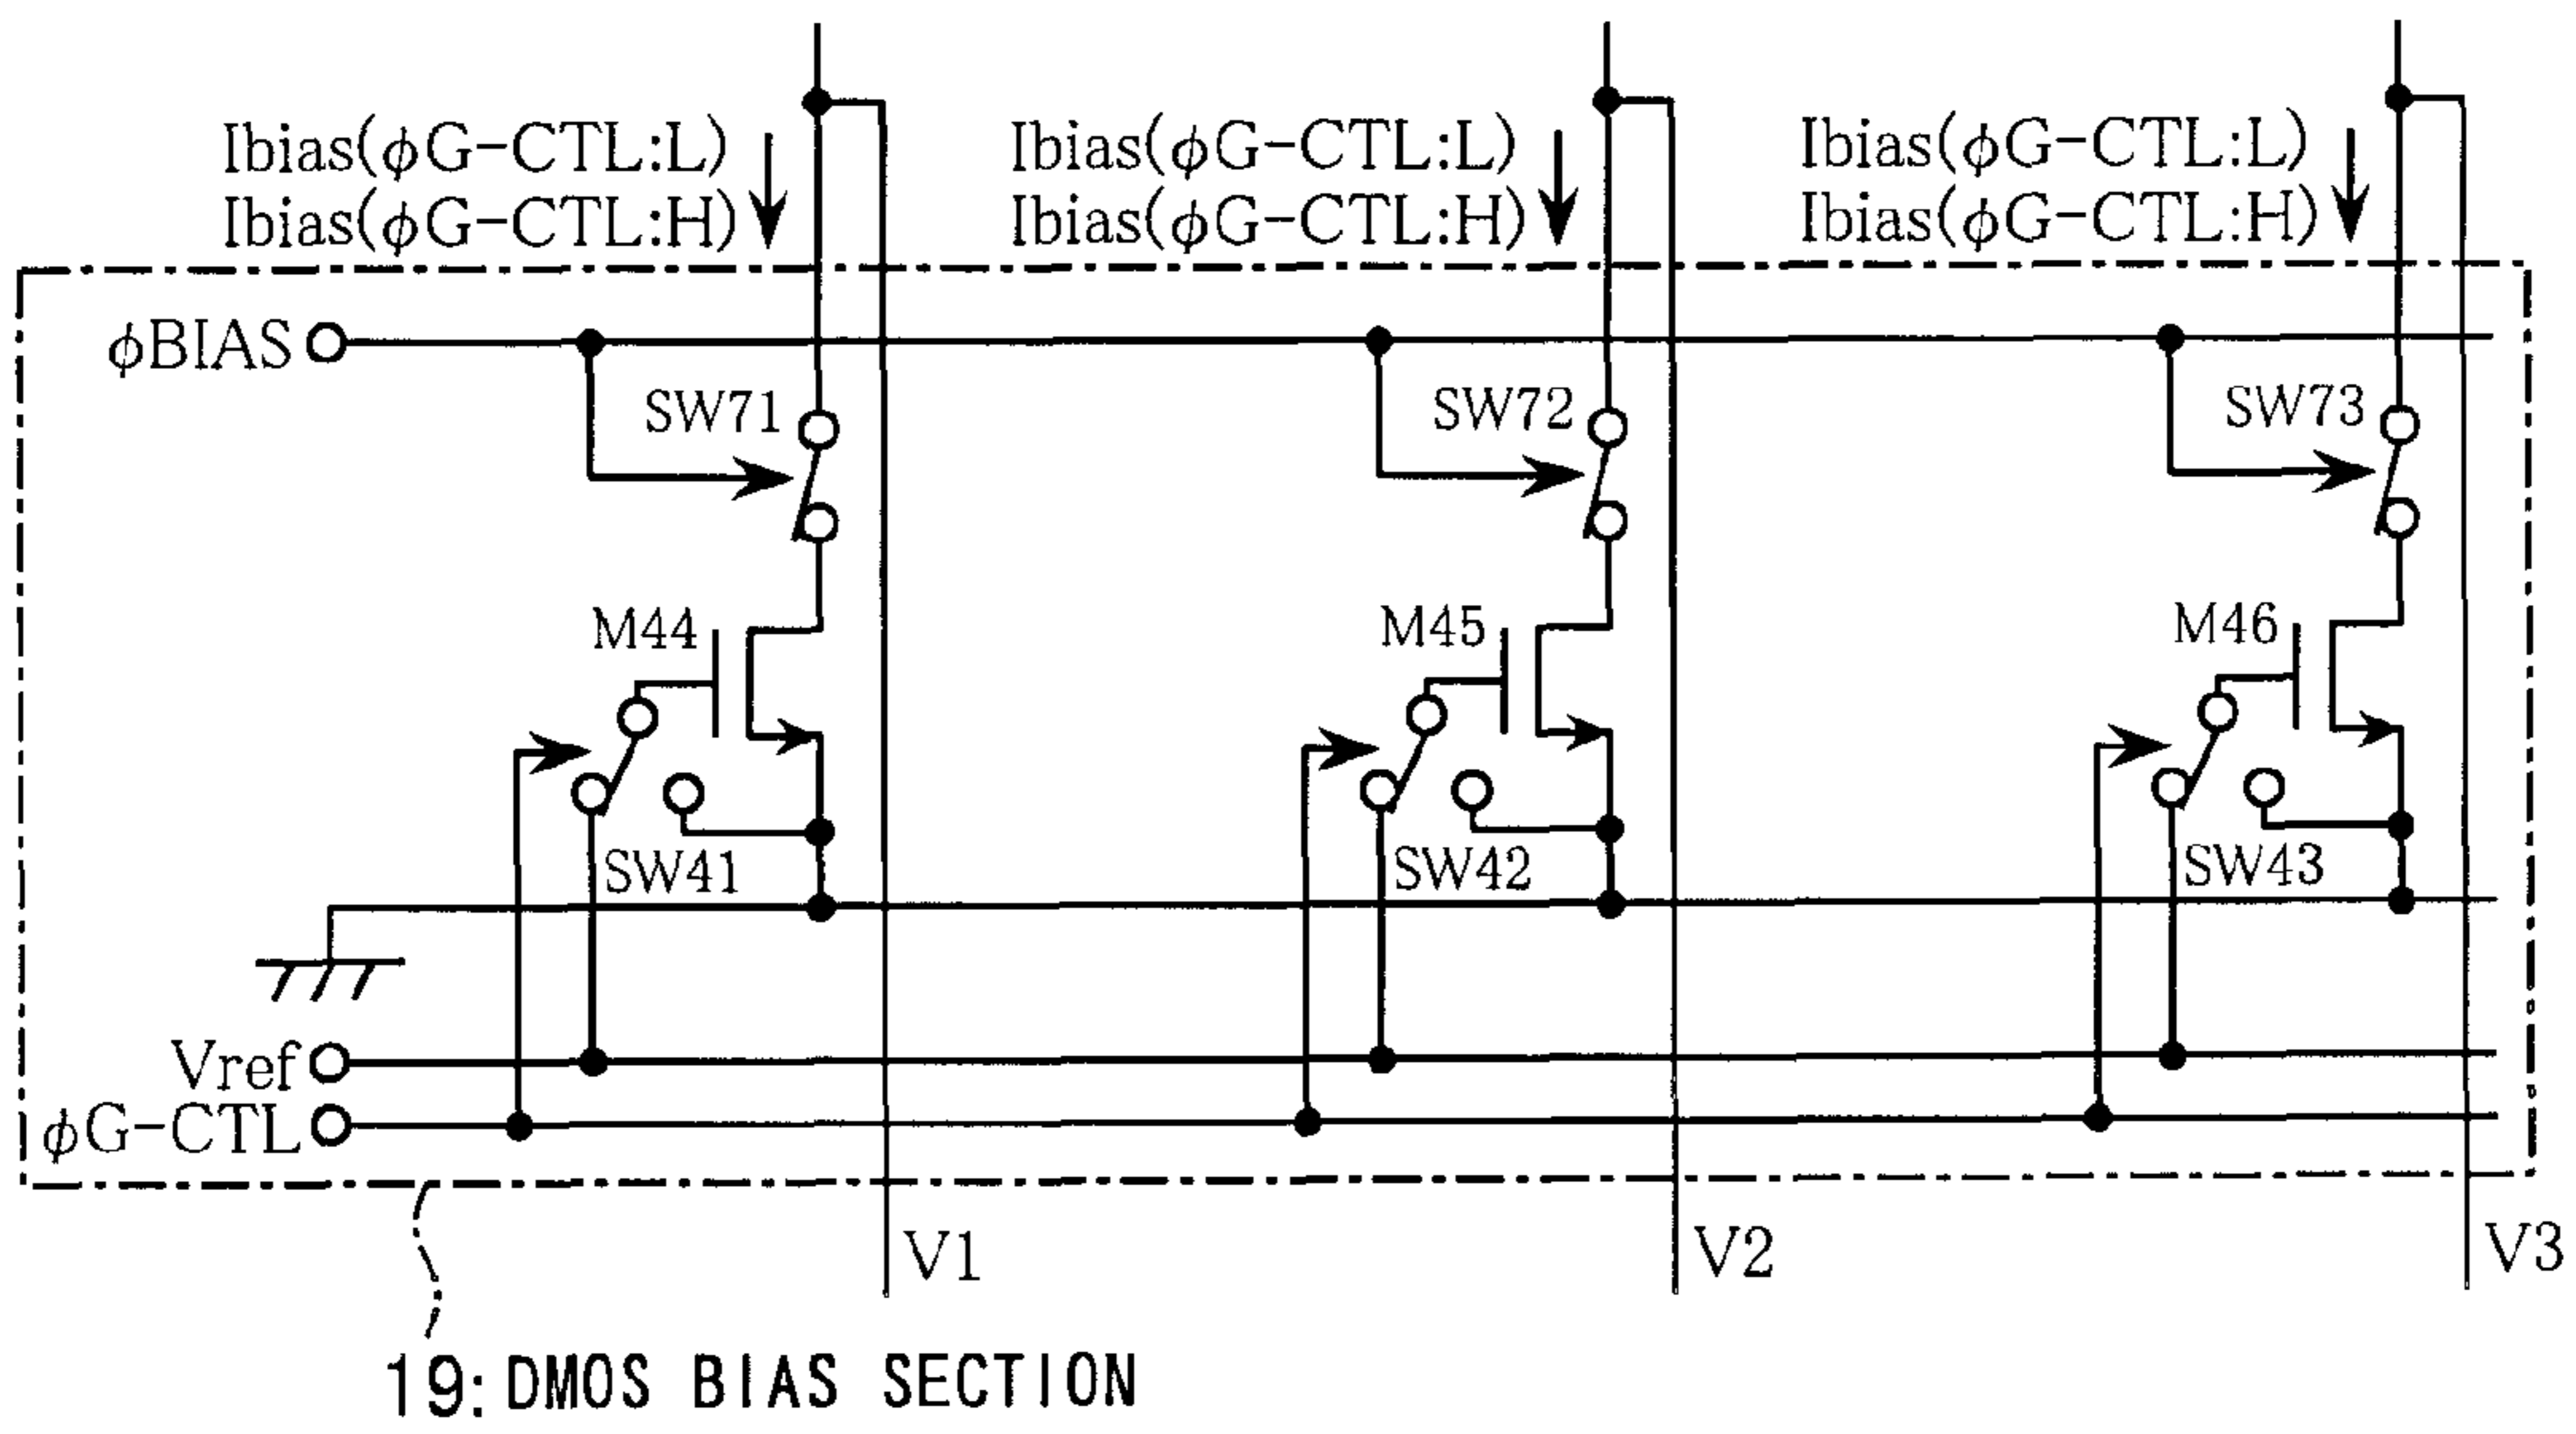 Ibias(ϕG-CTL:L)
Ibias(ϕG-CTL:H)
Ibias(ϕG-CTL:L)
Ibias(ϕG-CTL:H)
Ibias(ϕG-CTL:L)
Ibias(ϕG-CTL:H)
ϕBIAS
SW71
SW72
SW73
M44
M45
M46
SW41
SW42
SW43
Vref
ϕG-CTL
V1
V2
V3
19: DMOS BIAS SECTION